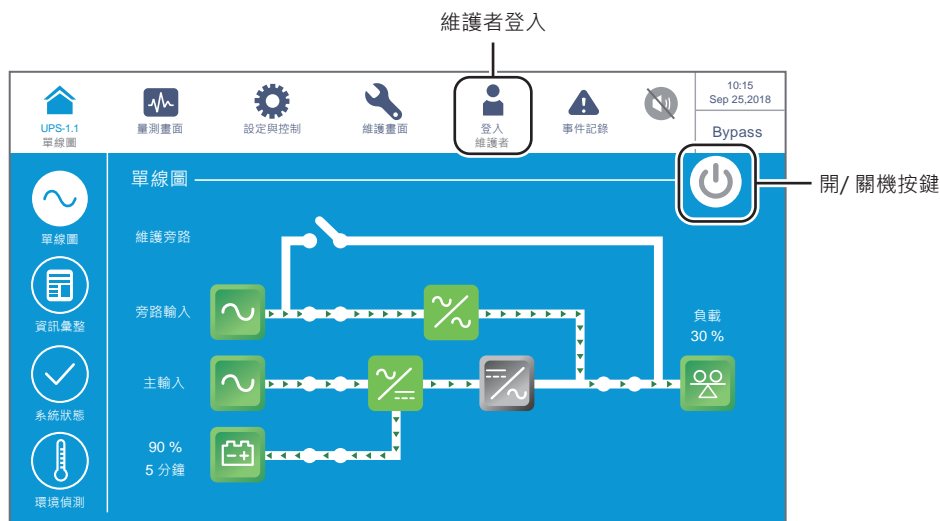 維護者登入
10:15
Sep 25,2018
Bypass
UPS-1.1
單線圖
量測畫面
設定與控制
維護畫面
登入
維護者
事件記錄
單線圖
開/ 關機按鍵
單線圖
資訊彙整
系統狀態
環境偵測
維護旁路
旁路輸入
負載
30 %
主輸入
90 %
5 分鐘